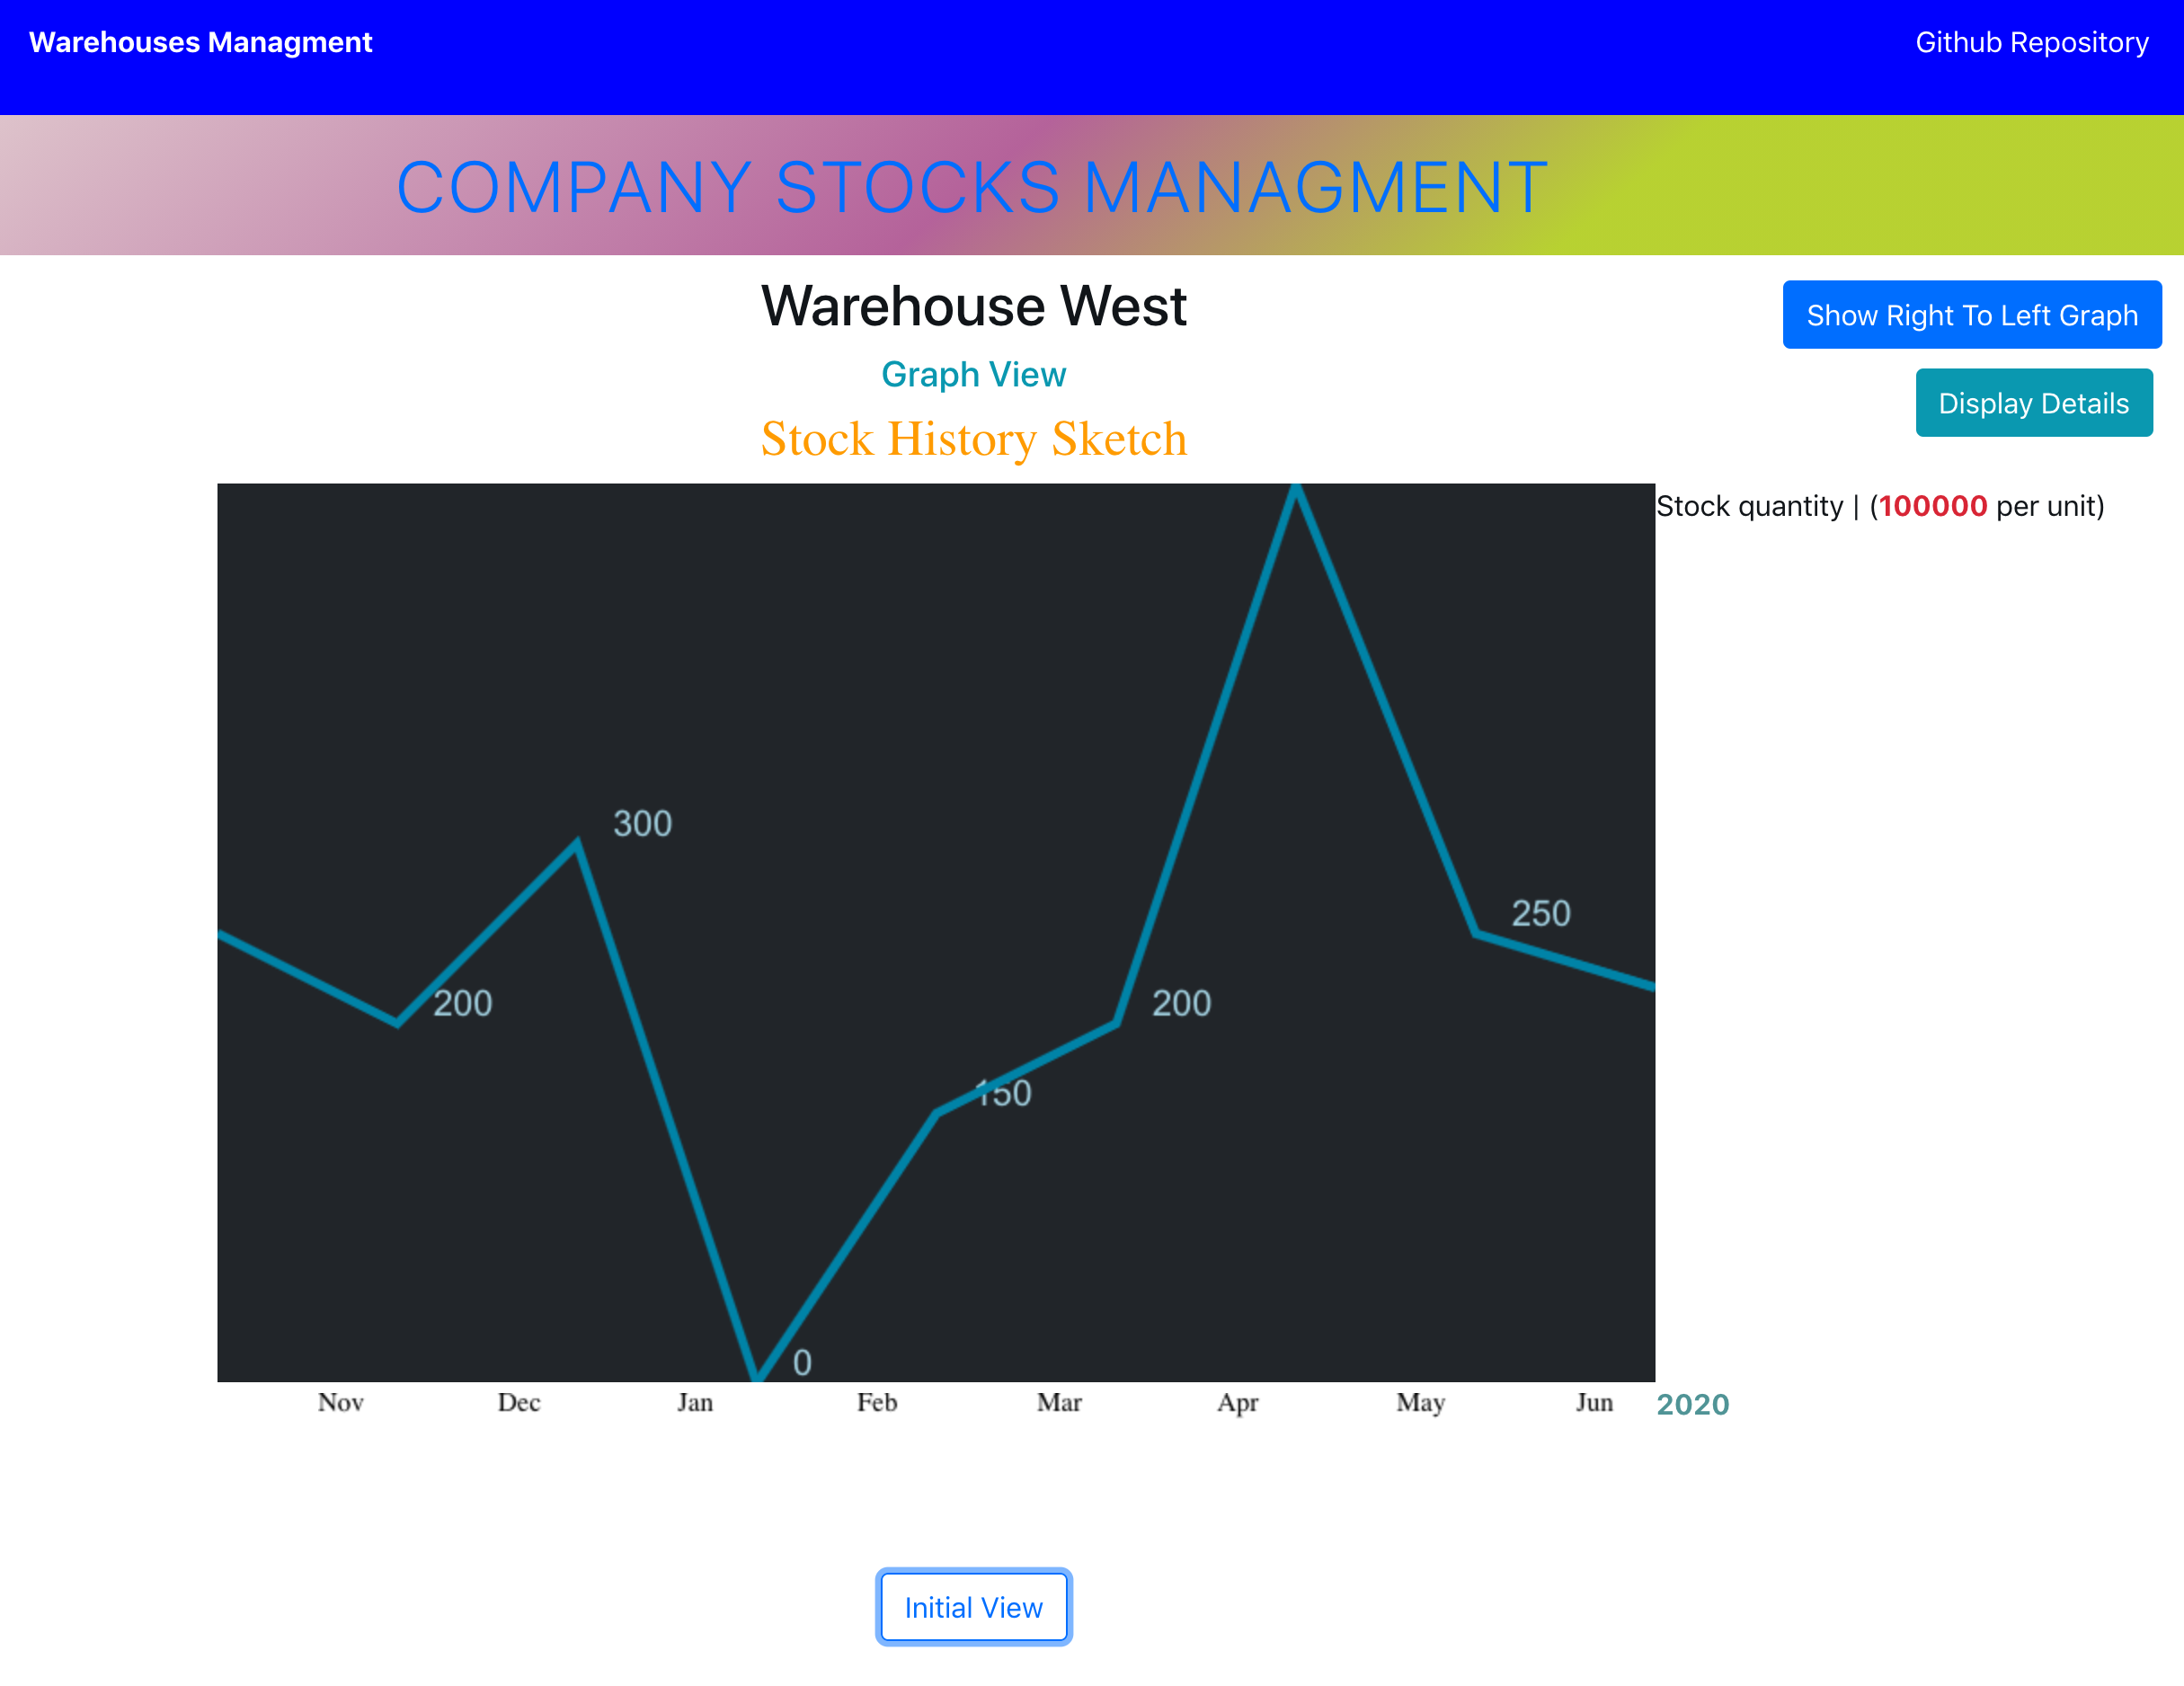 Warehouses Managment
Github Repository
COMPANY STOCKS MANAGMENT
Warehouse West
Show Right To Left Graph
Graph View
Display Details
Stock History Sketch
Stock quantity | (100000 per unit)
300
250
200
200
150
0
Nov Dec Jan Feb Mar Apr May Jun 2020
Initial View